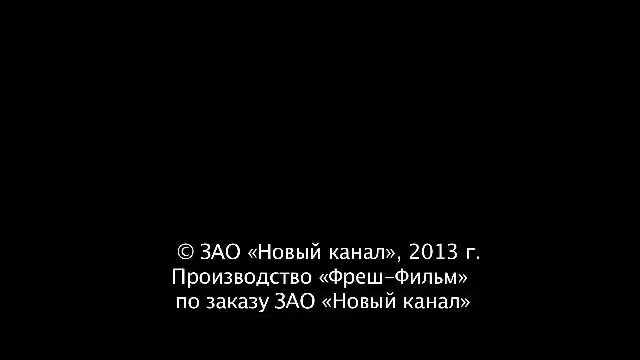 © ЗАО «Новый канал», 2013 г.
Производство «Фреш-Фильм»
по заказу ЗАО «Новый канал»